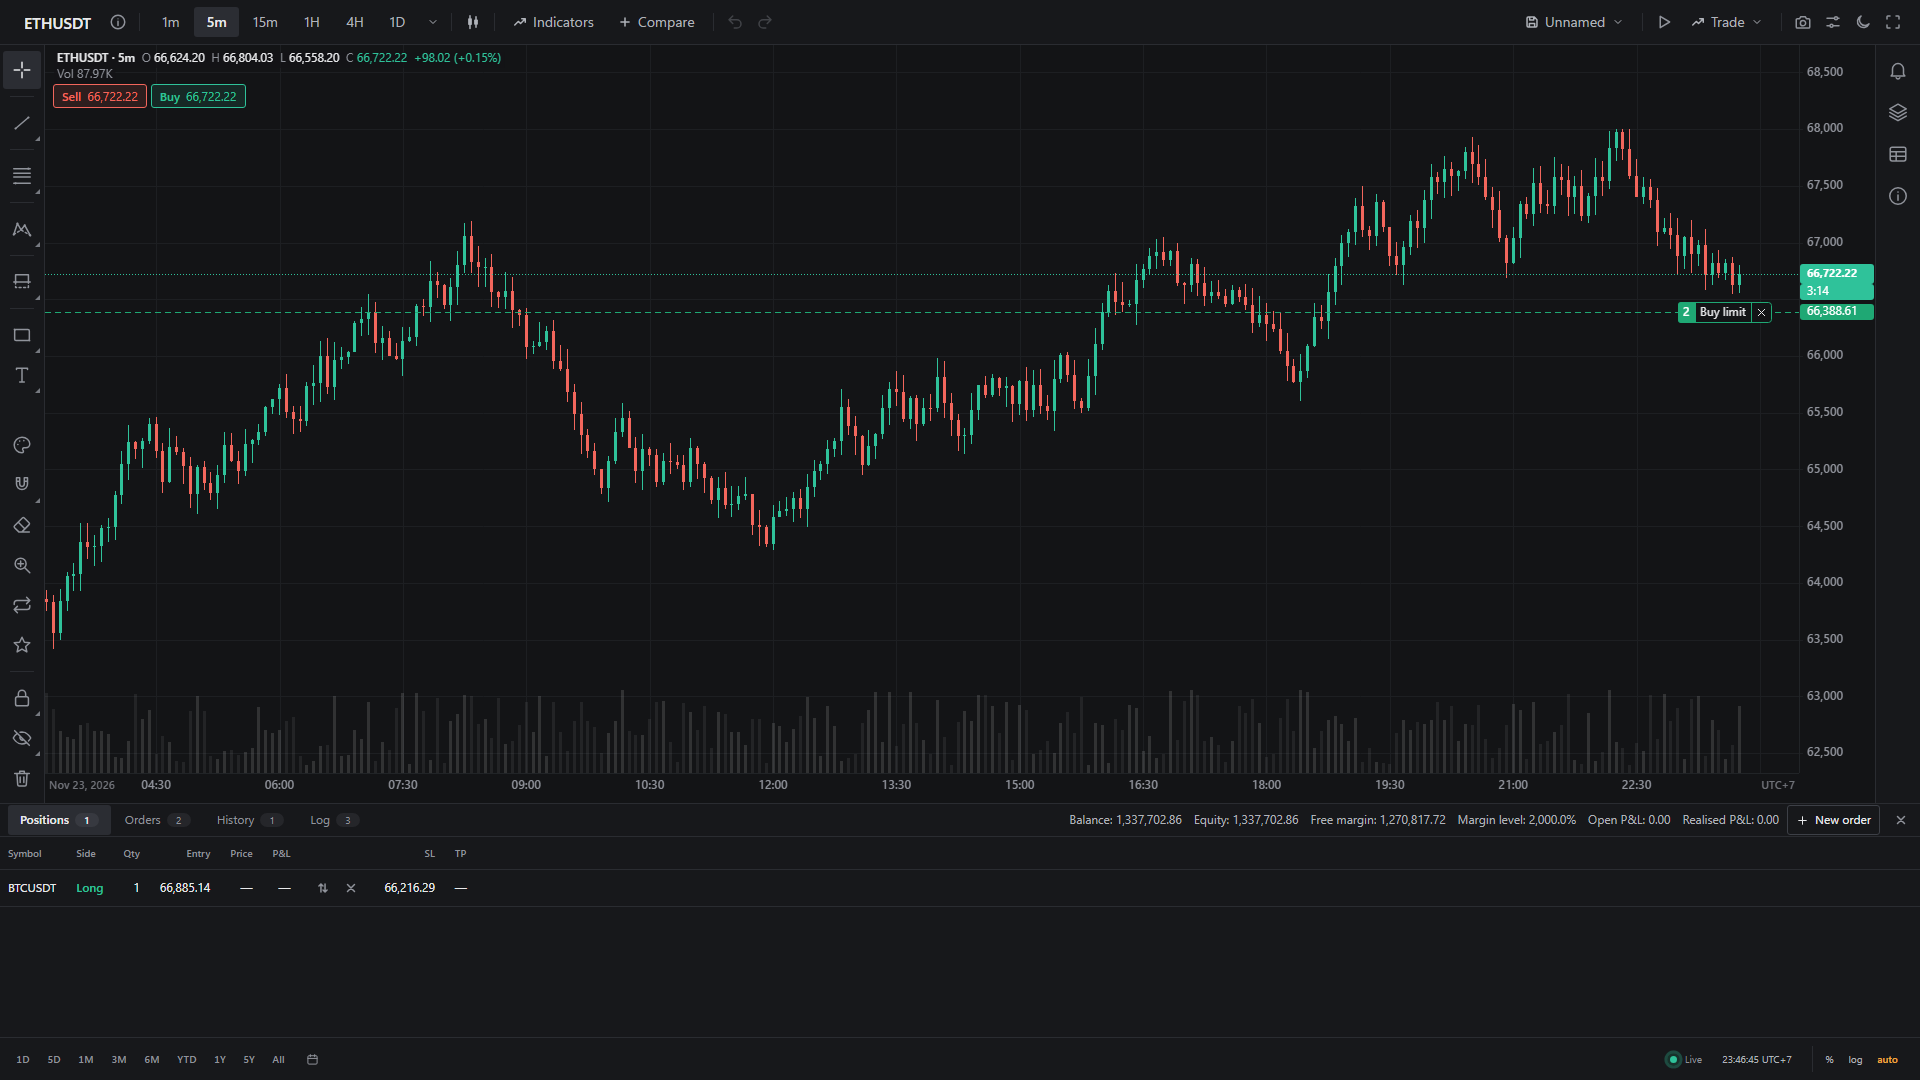 ETHUSDT 1m 5m 15m 1H 4H 1D Indicators Compare Unnamed Trade
ETHUSDT · 5m O 66,624.20 H 66,804.03 L 66,558.20 C 66,722.22 +98.02 (+0.15%)
Vol 87.97K
Sell 66,722.22 Buy 66,722.22
68,500
68,000
67,500
67,000
66,722.22
3:14
2 Buy limit 66,388.61
66,000
65,500
65,000
64,500
64,000
63,500
63,000
62,500
Nov 23, 2026 04:30 06:00 07:30 09:00 10:30 12:00 13:30 15:00 16:30 18:00 19:30 21:00 22:30 UTC+7
Positions 1 Orders 2 History 1 Log 3 Balance: 1,337,702.86 Equity: 1,337,702.86 Free margin: 1,270,817.72 Margin level: 2,000.0% Open P&L: 0.00 Realised P&L: 0.00 New order
Symbol Side Qty Entry Price P&L SL TP
BTCUSDT Long 1 66,885.14 — — 66,216.29 —
1D 5D 1M 3M 6M YTD 1Y 5Y All Live 23:46:45 UTC+7 % log auto